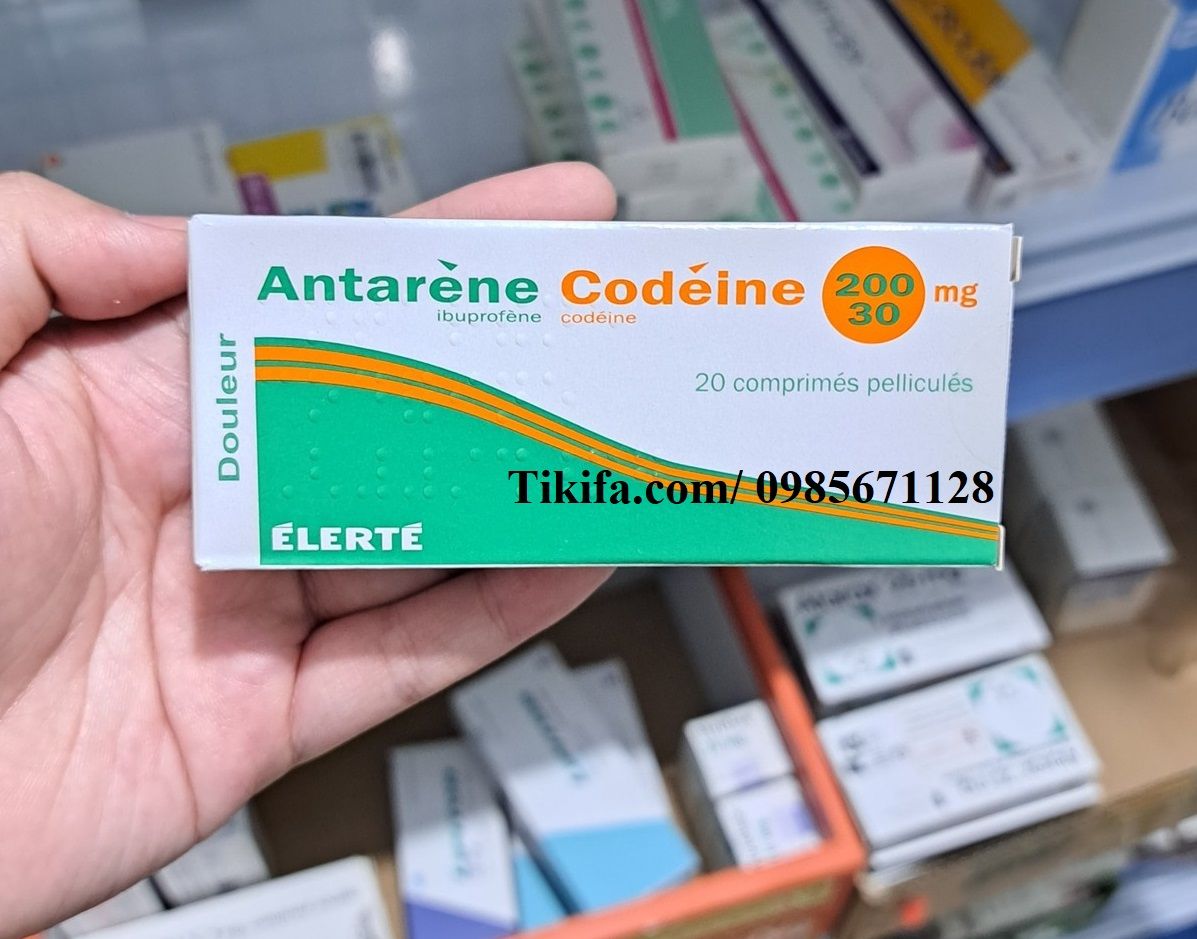 Antarène Codéine 200 mg
30
ibuprofène codéine
Douleur
20 comprimés pelliculés
Tikifa.com/ 0985671128
ÉLERTÉ